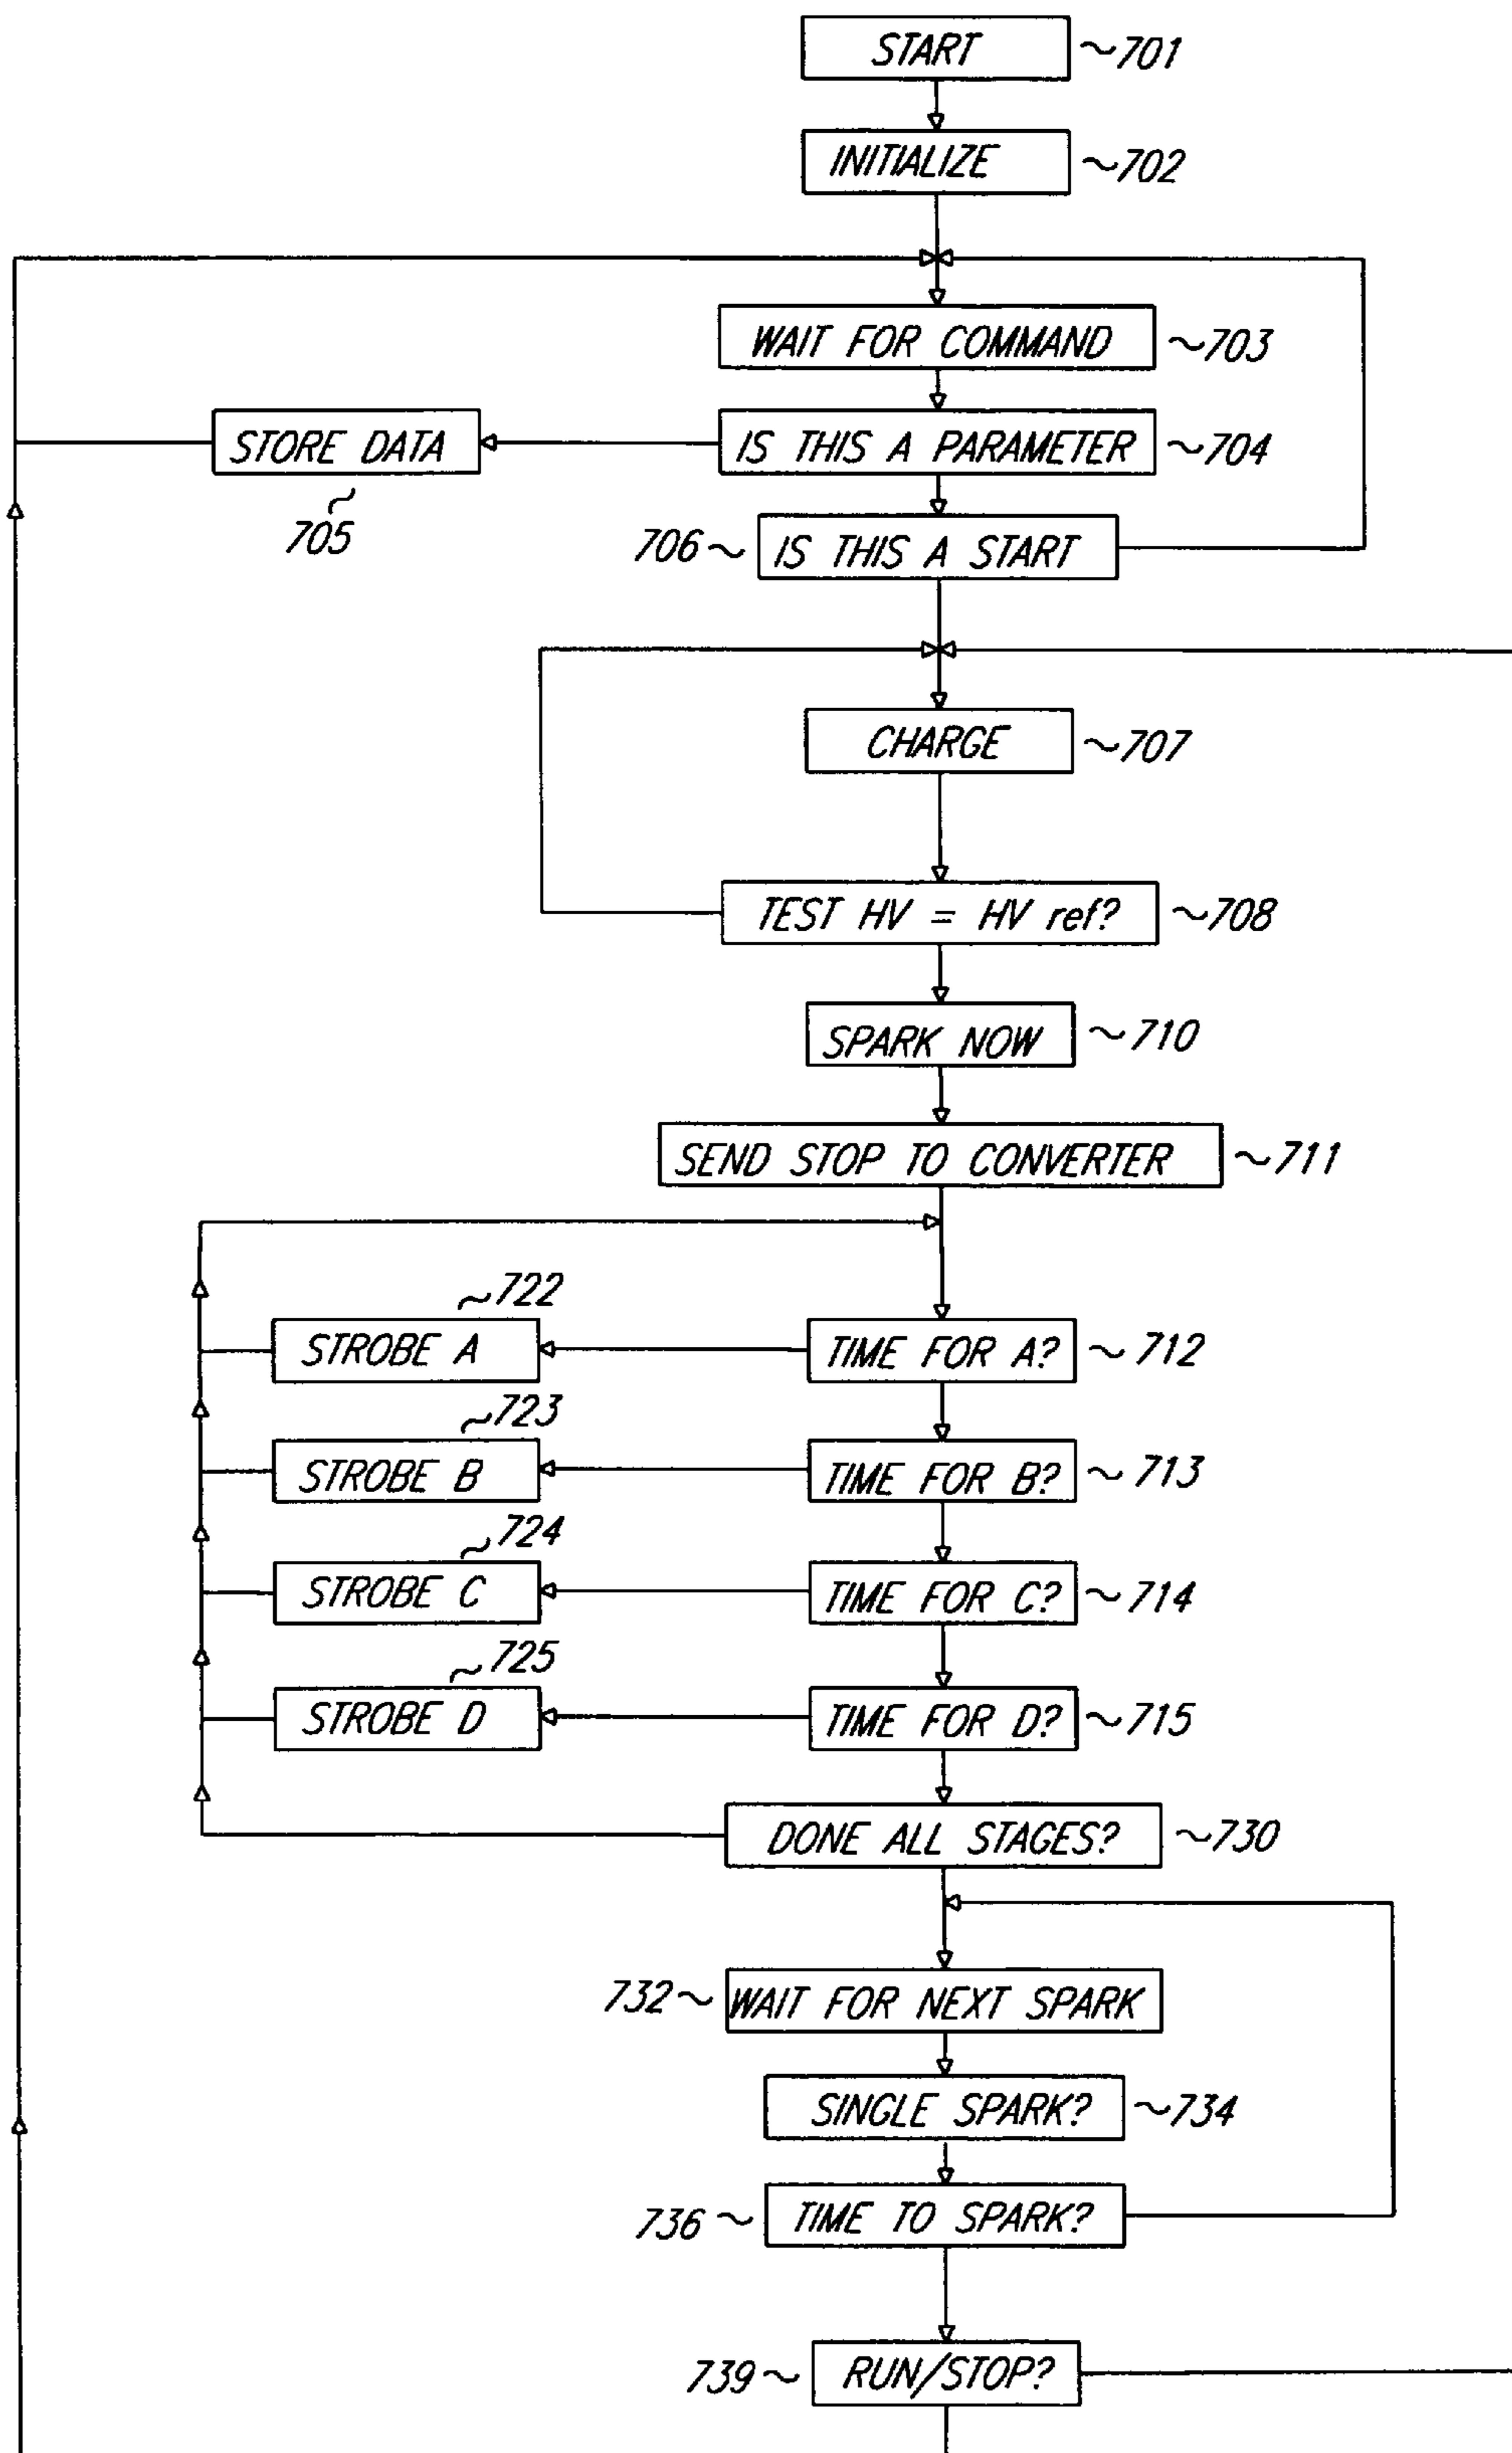 START ~701
INITIALIZE ~702
WAIT FOR COMMAND ~703
STORE DATA
705
IS THIS A PARAMETER ~704
706~ IS THIS A START
CHARGE ~707
TEST HV = HV ref? ~708
SPARK NOW ~710
SEND STOP TO CONVERTER ~711
~722
STROBE A
TIME FOR A? ~712
~723
STROBE B
TIME FOR B? ~713
~724
STROBE C
TIME FOR C? ~714
~725
STROBE D
TIME FOR D? ~715
DONE ALL STAGES? ~730
732~ WAIT FOR NEXT SPARK
SINGLE SPARK? ~734
736~ TIME TO SPARK?
739~ RUN/STOP?